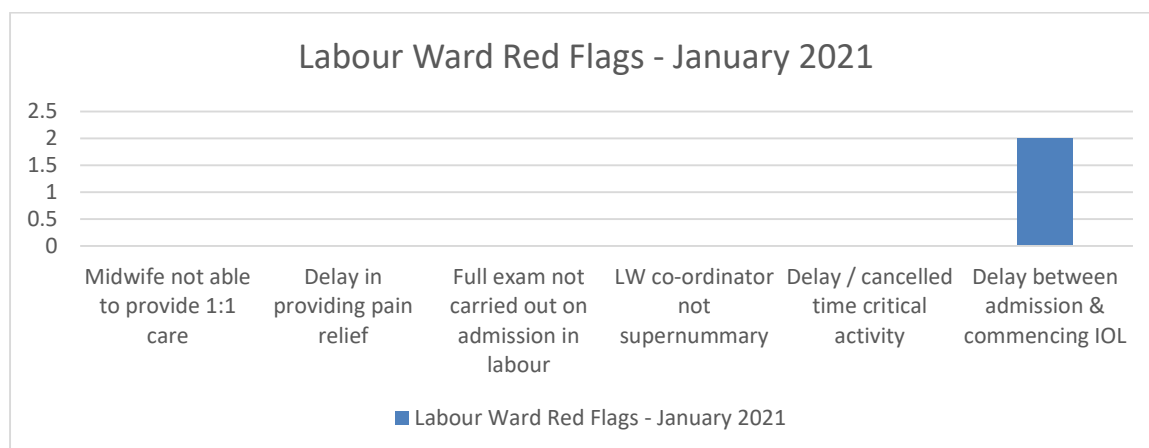 Labour Ward Red Flags - January 2021
2.5
2
1.5
1
0.5
0
Midwife not able
to provide 1:1
care
Delay in
providing pain
relief
Full exam not
carried out on
admission in
labour
LW co-ordinator
not
supernummary
Delay / cancelled
time critical
activity
Delay between
admission &
commencing IOL
Labour Ward Red Flags - January 2021